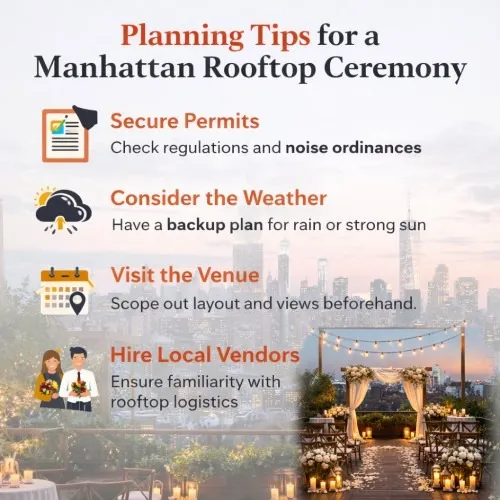 Planning Tips for a
Manhattan Rooftop Ceremony
Secure Permits
Check regulations and noise ordinances
Consider the Weather
Have a backup plan for rain or strong sun
Visit the Venue
Scope out layout and views beforehand.
Hire Local Vendors
Ensure familiarity with
rooftop logistics